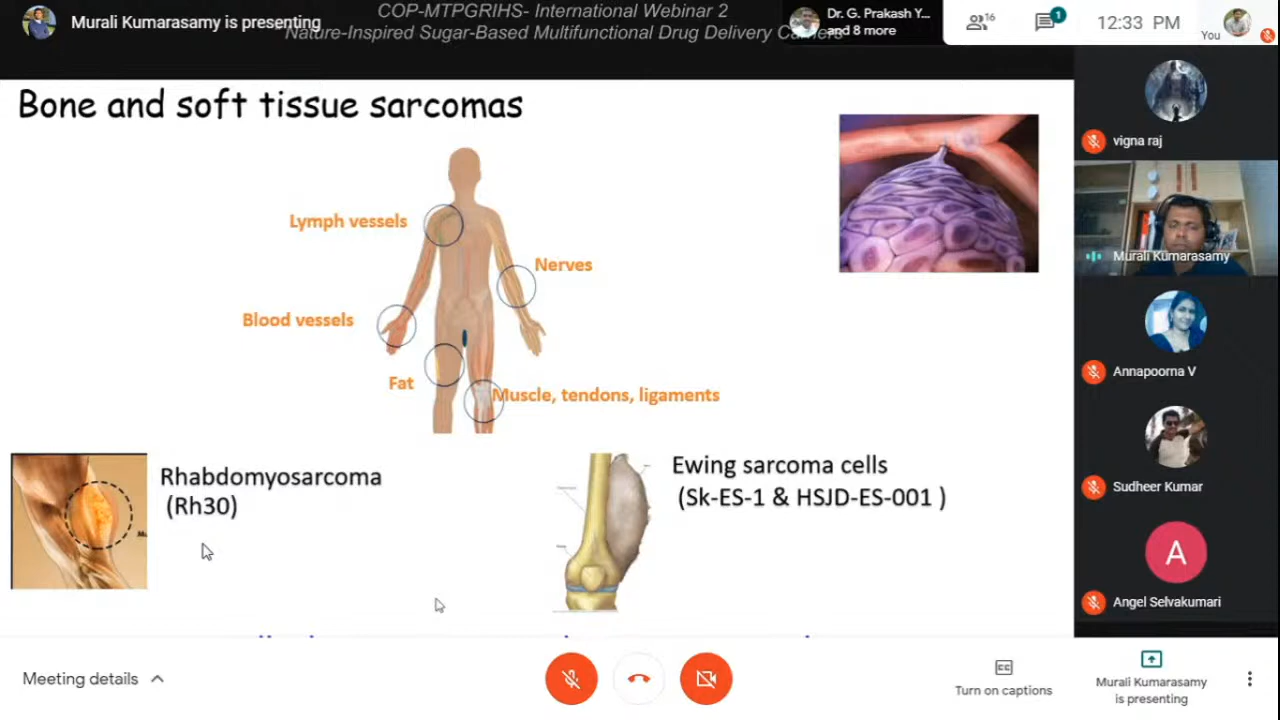 COP-MTPGRIHS- International Webinar 2
Murali Kumarasamy is presenting
Nature-Inspired Sugar-Based Multifunctional Drug Delivery
Dr. G. Prakash Y...
and 8 more
16
1
12:33 PM
You
Bone and soft tissue sarcomas
Lymph vessels
Nerves
Blood vessels
Fat
Muscle, tendons, ligaments
Rhabdomyosarcoma
(Rh30)
Ewing sarcoma cells
(Sk-ES-1 & HSJD-ES-001 )
vigna raj
Murali Kumarasamy
Annapoorna V
Sudheer Kumar
A
Angel Selvakumari
Meeting details
CC
Turn on captions
Murali Kumarasamy
is presenting